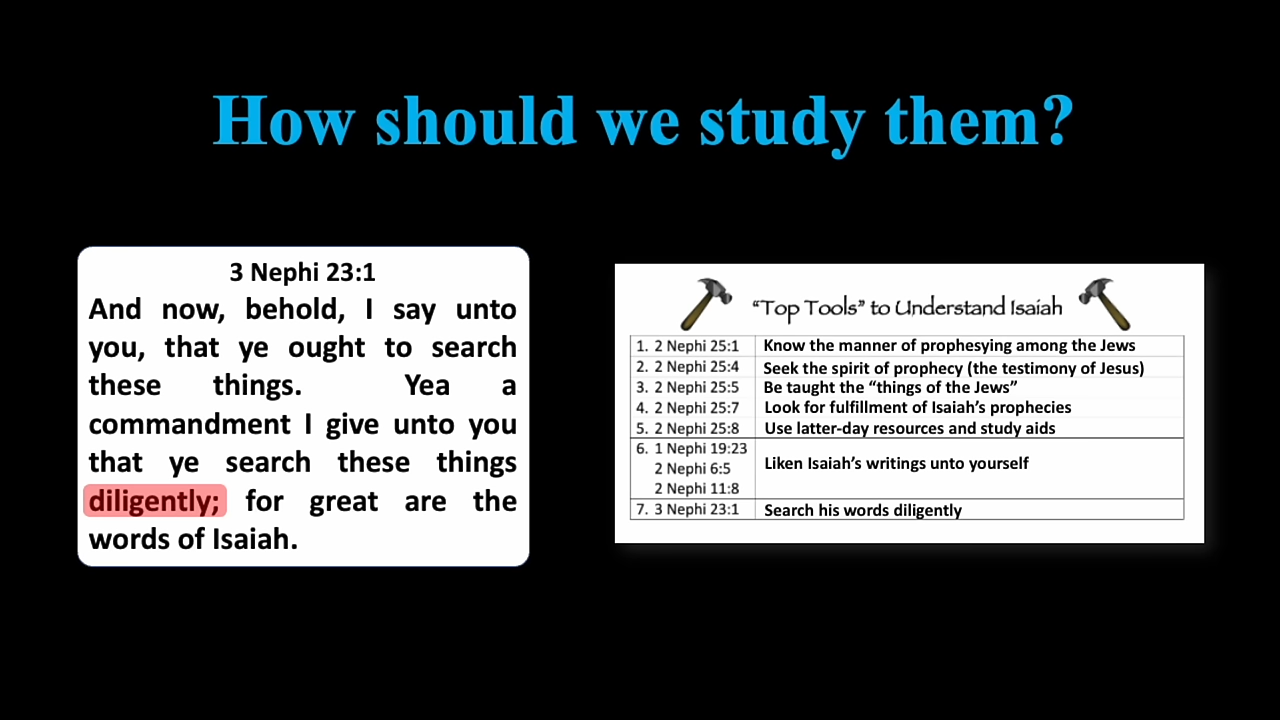 How should we study them?
3 Nephi 23:1
And now, behold, I say unto
you, that ye ought to search
these things. Yea a
commandment I give unto you
that ye search these things
diligently; for great are the
words of Isaiah.
“Top Tools” to Understand Isaiah
1. 2 Nephi 25:1 Know the manner of prophesying among the Jews
2. 2 Nephi 25:4 Seek the spirit of prophecy (the testimony of Jesus)
3. 2 Nephi 25:5 Be taught the “things of the Jews”
4. 2 Nephi 25:7 Look for fulfillment of Isaiah’s prophecies
5. 2 Nephi 25:8 Use latter-day resources and study aids
6. 1 Nephi 19:23
2 Nephi 6:5 Liken Isaiah’s writings unto yourself
2 Nephi 11:8
7. 3 Nephi 23:1 Search his words diligently